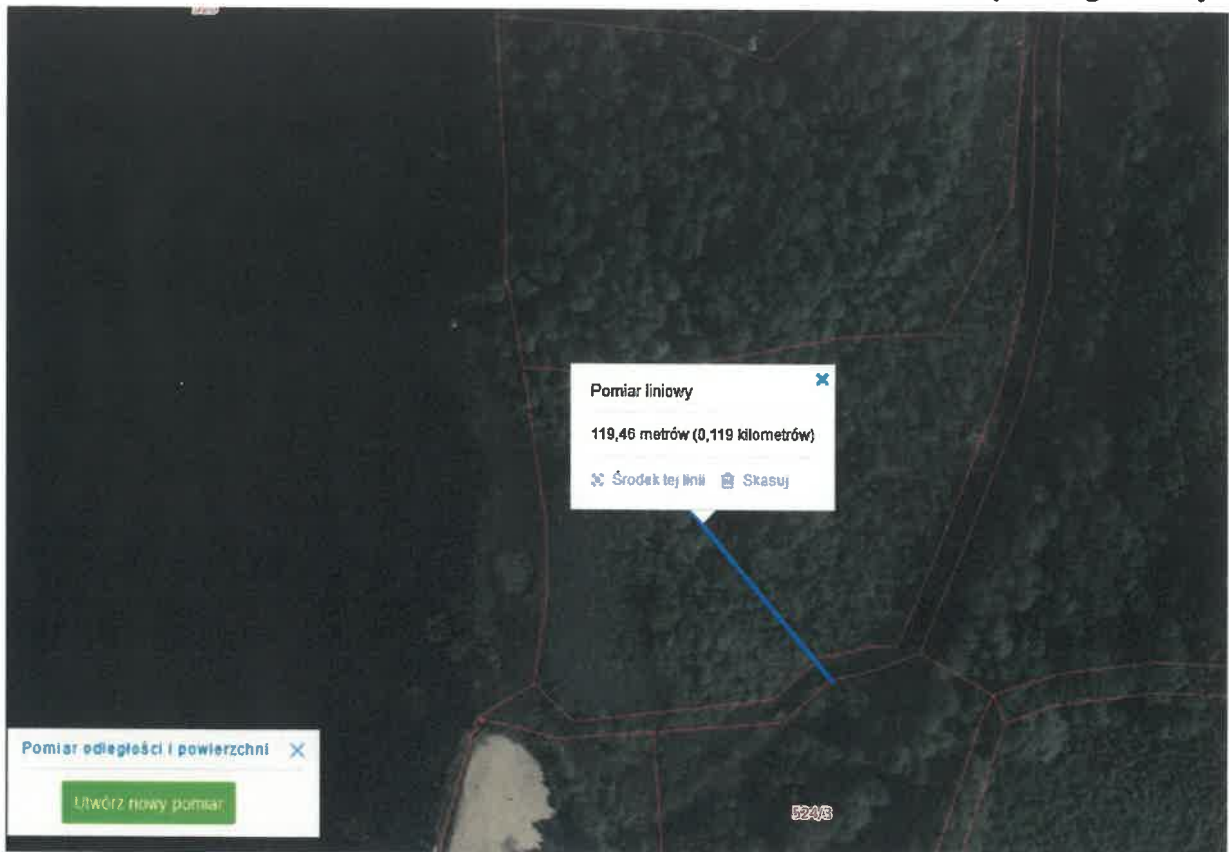 Pomiar liniowy
119,46 metrów (0,119 kilometrów)
Środek tej linii Skasuj
Pomiar odległości i powierzchni
Utwórz nowy pomiar
524/3